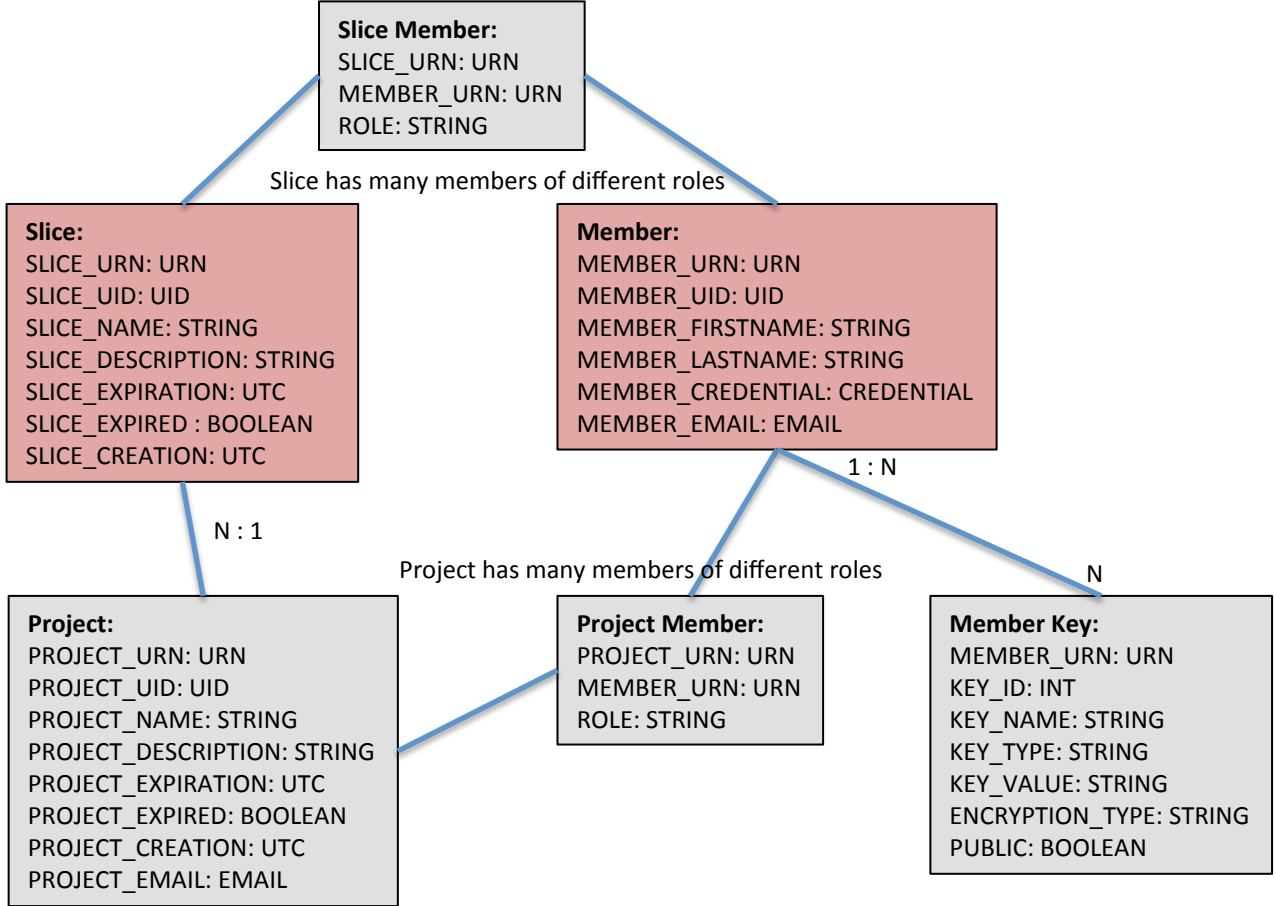 Slice Member:
SLICE_URN: URN
MEMBER_URN: URN
ROLE: STRING
Slice has many members of different roles
Slice:
SLICE_URN: URN
SLICE_UID: UID
SLICE_NAME: STRING
SLICE_DESCRIPTION: STRING
SLICE_EXPIRATION: UTC
SLICE_EXPIRED : BOOLEAN
SLICE_CREATION: UTC
Member:
MEMBER_URN: URN
MEMBER_UID: UID
MEMBER_FIRSTNAME: STRING
MEMBER_LASTNAME: STRING
MEMBER_CREDENTIAL: CREDENTIAL
MEMBER_EMAIL: EMAIL
1 : N
N : 1
Project has many members of different roles
N
Project:
PROJECT_URN: URN
PROJECT_UID: UID
PROJECT_NAME: STRING
PROJECT_DESCRIPTION: STRING
PROJECT_EXPIRATION: UTC
PROJECT_EXPIRED: BOOLEAN
PROJECT_CREATION: UTC
PROJECT_EMAIL: EMAIL
Project Member:
PROJECT_URN: URN
MEMBER_URN: URN
ROLE: STRING
Member Key:
MEMBER_URN: URN
KEY_ID: INT
KEY_NAME: STRING
KEY_TYPE: STRING
KEY_VALUE: STRING
ENCRYPTION_TYPE: STRING
PUBLIC: BOOLEAN